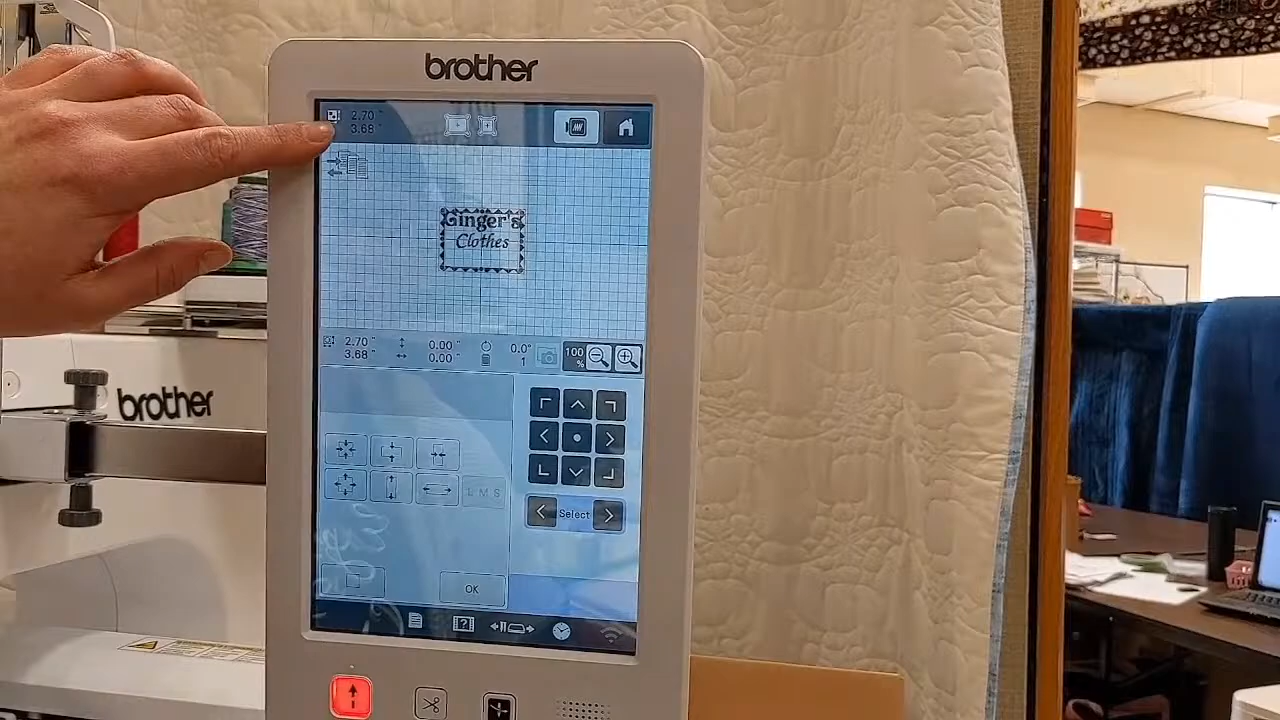 brother
2.70 "
3.68 "
Ginger's
Clothes
2.70 "
3.68 "
0.00 "
0.00 "
0.0°
1
100
%
L M S
Select
OK
brother